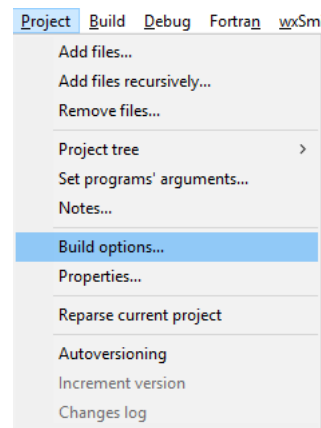 Project Build Debug Fortran wxSm
Add files...
Add files recursively...
Remove files...
Project tree >
Set programs' arguments...
Notes...
Build options...
Properties...
Reparse current project
Autoversioning
Increment version
Changes log